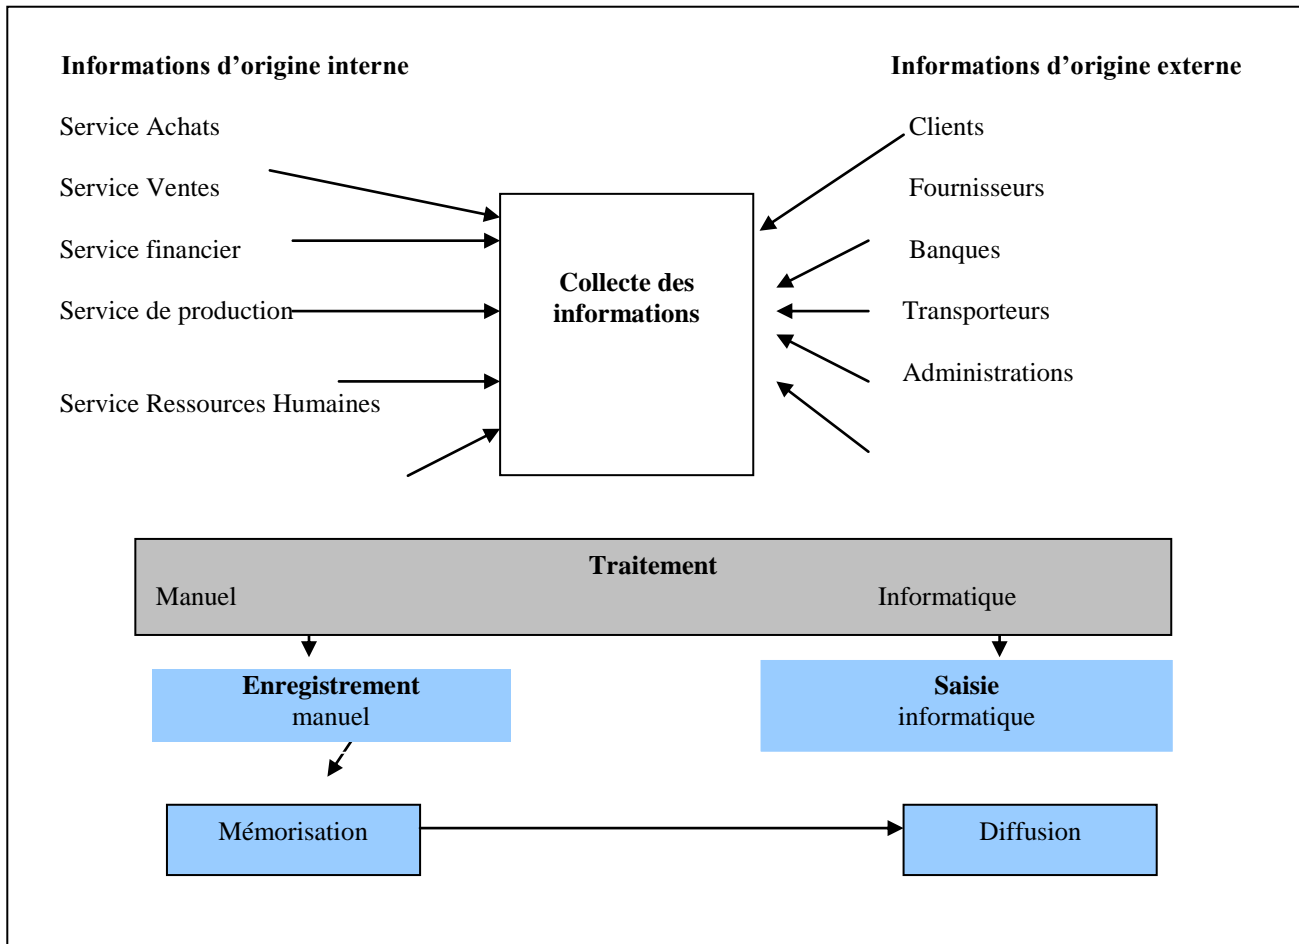 Informations d’origine interne
Informations d’origine externe
Service Achats
Clients
Service Ventes
Fournisseurs
Service financier
Banques
Collecte des
informations
Service de production
Transporteurs
Administrations
Service Ressources Humaines
Traitement
Manuel
Informatique
Enregistrement
manuel
Saisie
informatique
Mémorisation
Diffusion